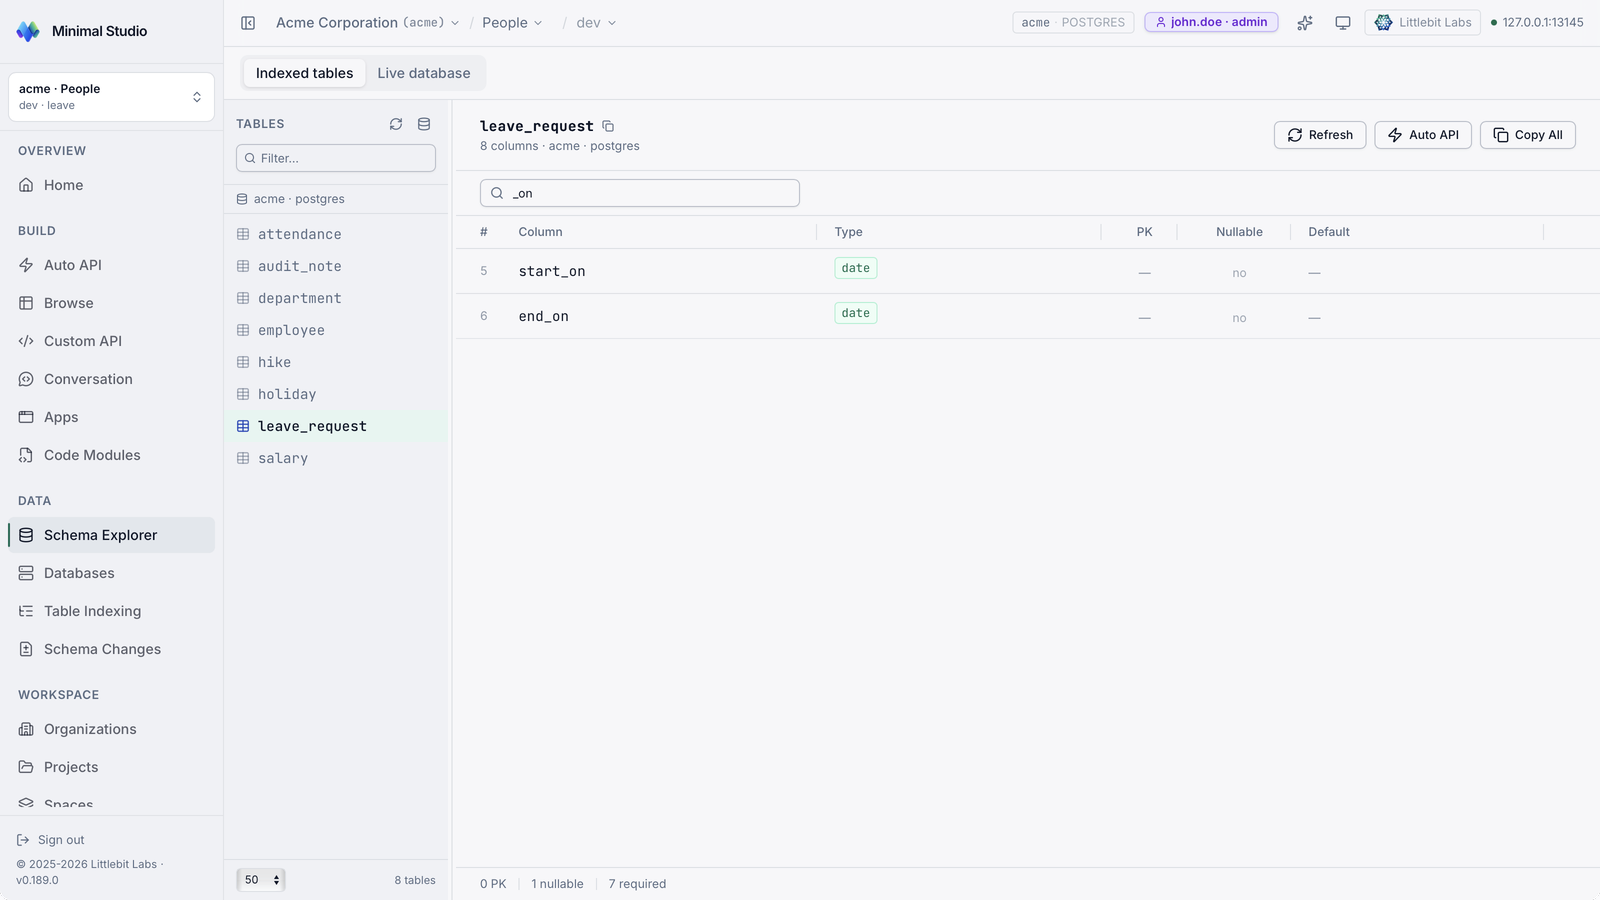 Minimal Studio
acme · People
dev · leave
OVERVIEW
Home
BUILD
Auto API
Browse
Custom API
Conversation
Apps
Code Modules
DATA
Schema Explorer
Databases
Table Indexing
Schema Changes
WORKSPACE
Organizations
Projects
Spaces
Sign out
© 2025-2026 Littlebit Labs ·
v0.189.0
Acme Corporation (acme) / People / dev
acme · POSTGRES
john.doe · admin
Littlebit Labs
127.0.0.1:13145
Indexed tables
Live database
TABLES
Filter...
acme · postgres
attendance
audit_note
department
employee
hike
holiday
leave_request
salary
50
8 tables
leave_request
8 columns · acme · postgres
Refresh
Auto API
Copy All
_on
# Column Type PK Nullable Default
5 start_on date — no —
6 end_on date — no —
0 PK
1 nullable
7 required